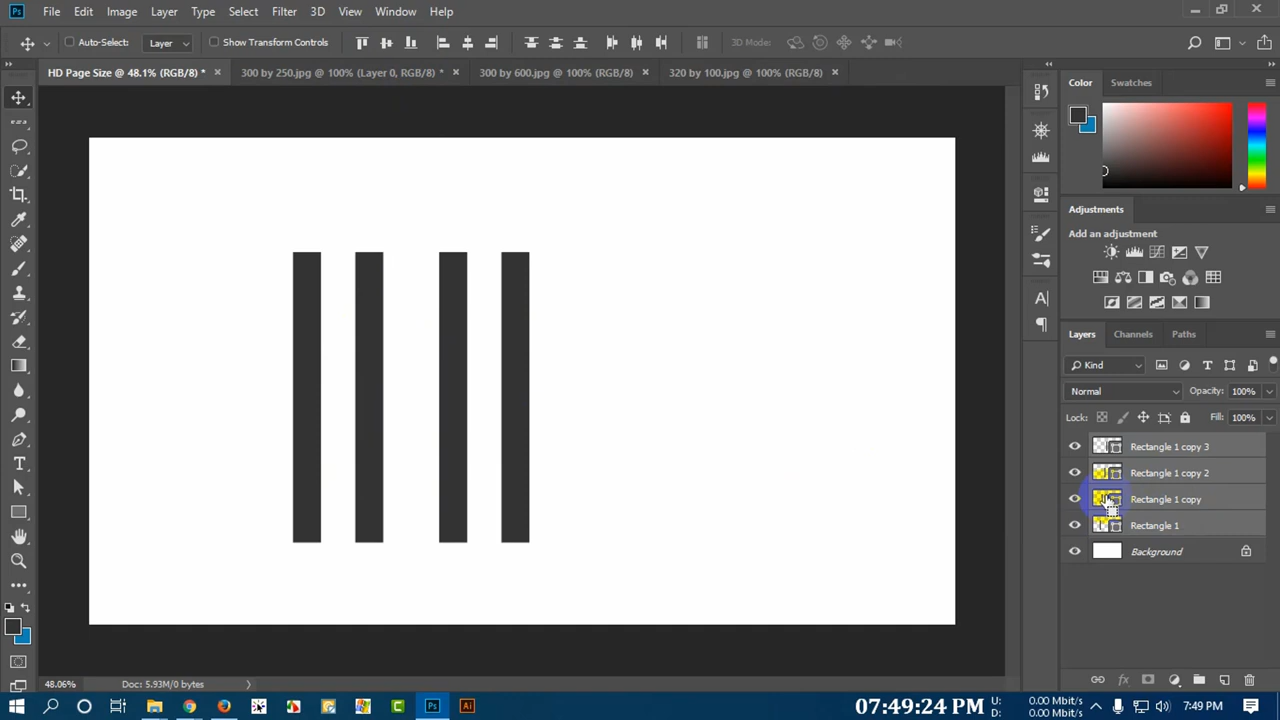 Ps File Edit Image Layer Type Select Filter 3D View Window Help
Auto-Select: Layer Show Transform Controls 3D Mode:
HD Page Size @ 48.1% (RGB/8) * × 300 by 250.jpg @ 100% (Layer 0, RGB/8) * × 300 by 600.jpg @ 100% (RGB/8) × 320 by 100.jpg @ 100% (RGB/8) ×
Color Swatches
Adjustments
Add an adjustment
Layers Channels Paths
Kind
Normal Opacity: 100%
Lock: Fill: 100%
Rectangle 1 copy 3
Rectangle 1 copy 2
Rectangle 1 copy
Rectangle 1
Background
48.06% Doc: 5.93M/0 bytes
Ps Ai 07:49:24 PM U: 0.00 Mbit/s
D: 0.00 Mbit/s
7:49 PM